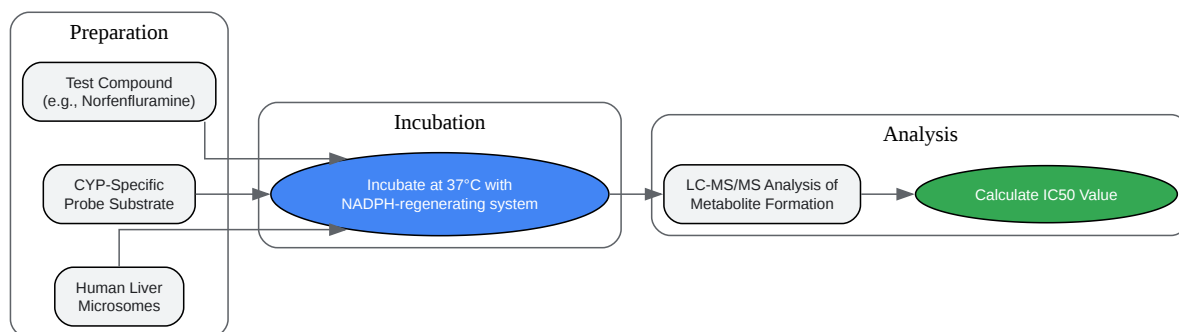 Preparation
Test Compound
(e.g., Norfenfluramine)
CYP-Specific
Probe Substrate
Human Liver
Microsomes
Incubation
Incubate at 37°C with
NADPH-regenerating system
Analysis
LC-MS/MS Analysis of
Metabolite Formation
Calculate IC50 Value